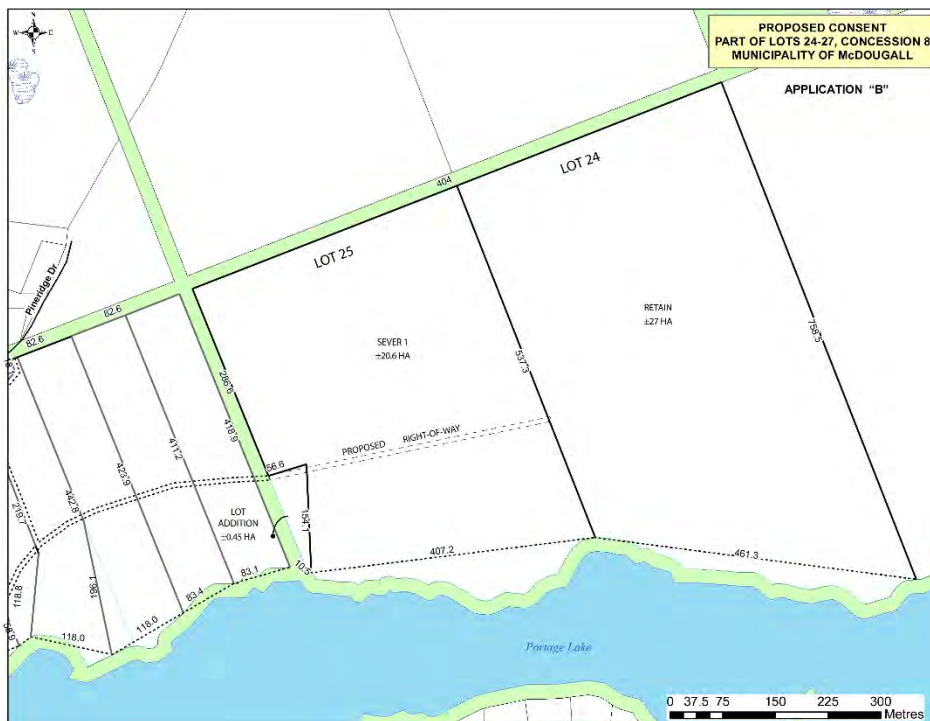 PROPOSED CONSENT
PART OF LOTS 24-27, CONCESSION 8
MUNICIPALITY OF McDOUGALL
APPLICATION "B"
W E
LOT 24
404
LOT 25
Pineridge Dr
82.6
82.6
RETAIN
±27 HA
758.5
SEVER 1
±20.6 HA
537.3
286.6
418.9
PROPOSED RIGHT-OF-WAY
56.6
411.2
423.9
442.8
219.7
LOT
ADDITION
±0.45 HA
154.1
407.2
461.3
10.5
83.1
83.4
118.0
196.1
118.8
118.0
58.9
Portage Lake
0 37.5 75 150 225 300
Metres